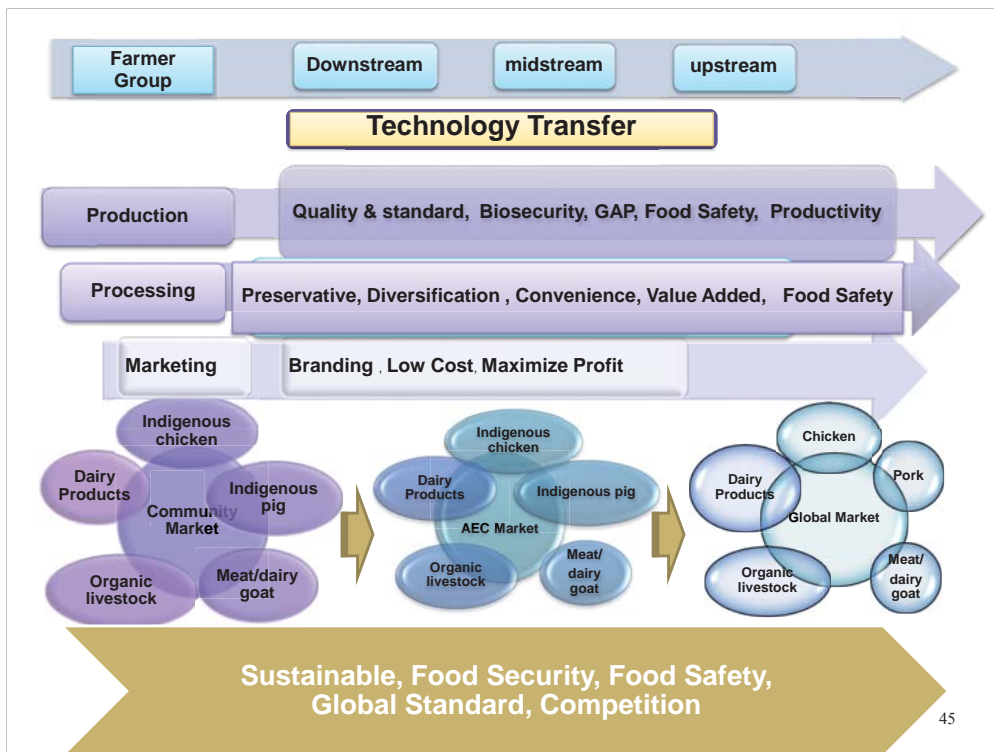 Farmer
Group
Downstream
midstream
upstream
Technology Transfer
Production
Quality & standard, Biosecurity, GAP, Food Safety, Productivity
Processing
Preservative, Diversification , Convenience, Value Added, Food Safety
Marketing
Branding , Low Cost, Maximize Profit
Indigenous
chicken
Dairy
Products
Community
Market
Indigenous
pig
Organic
livestock
Meat/dairy
goat
Indigenous
chicken
Dairy
Products
Indigenous pig
AEC Market
Organic
livestock
Meat/
dairy
goat
Chicken
Dairy
Products
Pork
Global Market
Organic
livestock
Meat/
dairy
goat
Sustainable, Food Security, Food Safety,
Global Standard, Competition
45